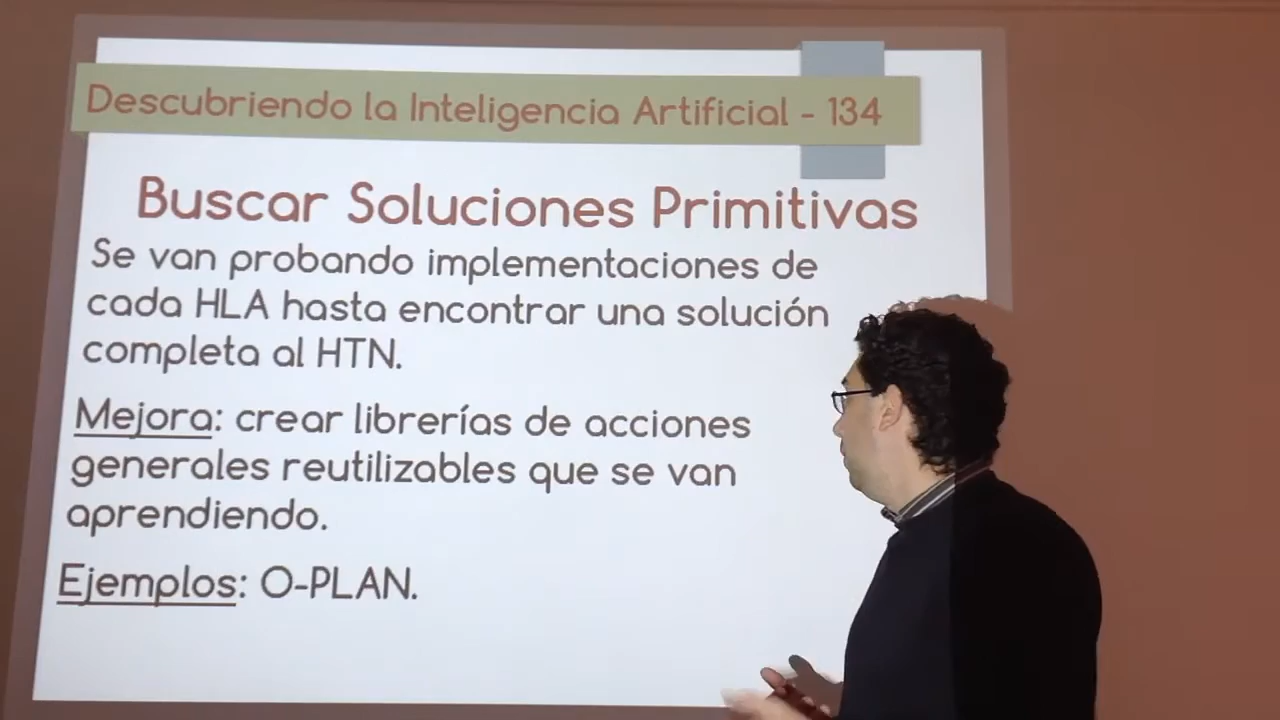 Descubriendo la Inteligencia Artificial - 134
Buscar Soluciones Primitivas
Se van probando implementaciones de
cada HLA hasta encontrar una solución
completa al HTN.
Mejora: crear librerías de acciones
generales reutilizables que se van
aprendiendo.
Ejemplos: O-PLAN.